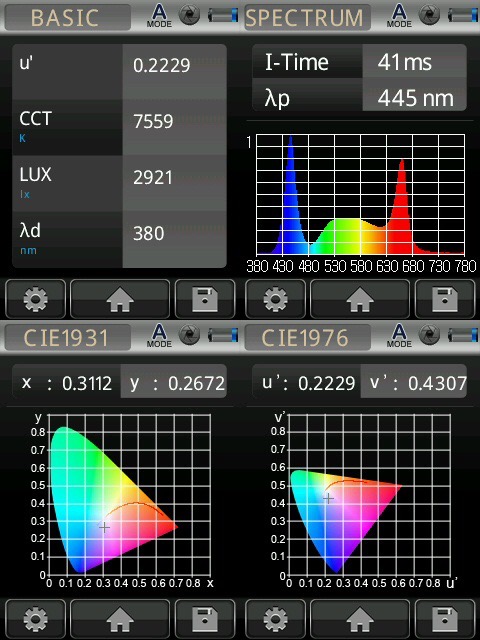 BASIC
A
MODE
u'
0.2229
CCT
K
7559
LUX
lx
2921
λd
nm
380
SPECTRUM
A
MODE
I-Time
41ms
λp
445 nm
1
380 430 480 530 580 630 680 730 780
CIE1931
A
MODE
x : 0.3112
y : 0.2672
y
0.8
0.7
0.6
0.5
0.4
0.3
0.2
0.1
0
0 0.1 0.2 0.3 0.4 0.5 0.6 0.7 0.8 x
CIE1976
A
MODE
u': 0.2229
v': 0.4307
v'
0.8
0.7
0.6
0.5
0.4
0.3
0.2
0.1
0
0 0.1 0.2 0.3 0.4 0.5 0.6 0.7 0.8 u'